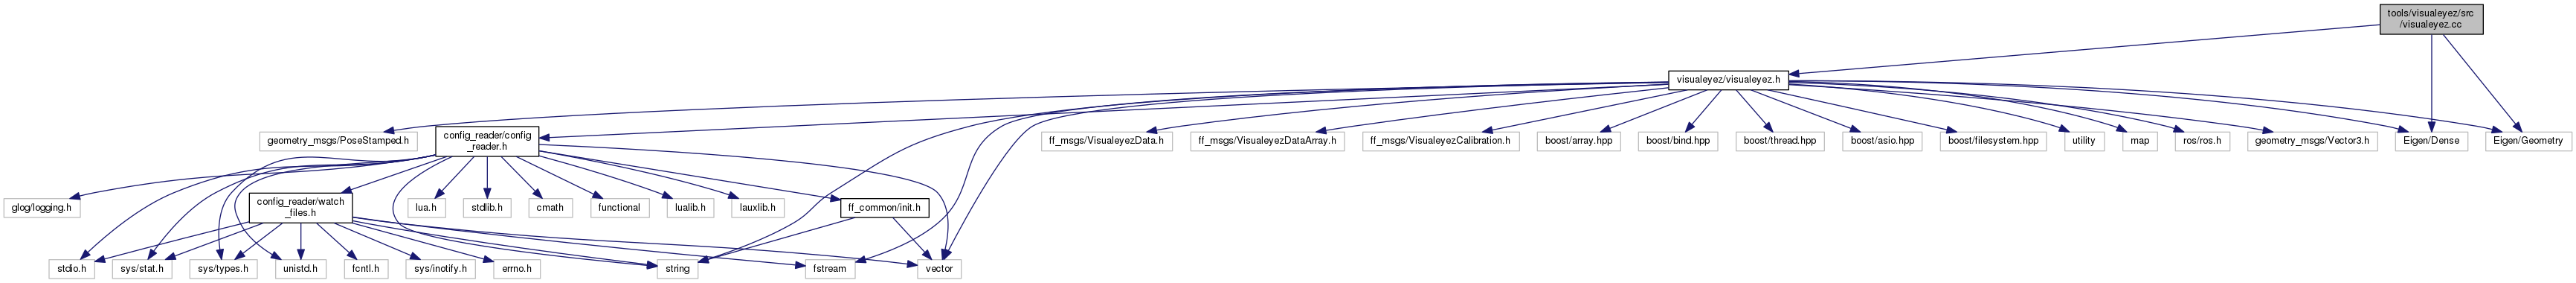 tools/visualeyez/src
/visualeyez.cc
visualeyez/visualeyez.h
geometry_msgs/PoseStamped.h
config_reader/config
_reader.h
ff_msgs/VisualeyezData.h
ff_msgs/VisualeyezDataArray.h
ff_msgs/VisualeyezCalibration.h
boost/array.hpp
boost/bind.hpp
boost/thread.hpp
boost/asio.hpp
boost/filesystem.hpp
utility
map
ros/ros.h
geometry_msgs/Vector3.h
Eigen/Dense
Eigen/Geometry
glog/logging.h
config_reader/watch
_files.h
lua.h
stdlib.h
cmath
functional
lualib.h
lauxlib.h
ff_common/init.h
stdio.h
sys/stat.h
sys/types.h
unistd.h
fcntl.h
sys/inotify.h
errno.h
string
fstream
vector